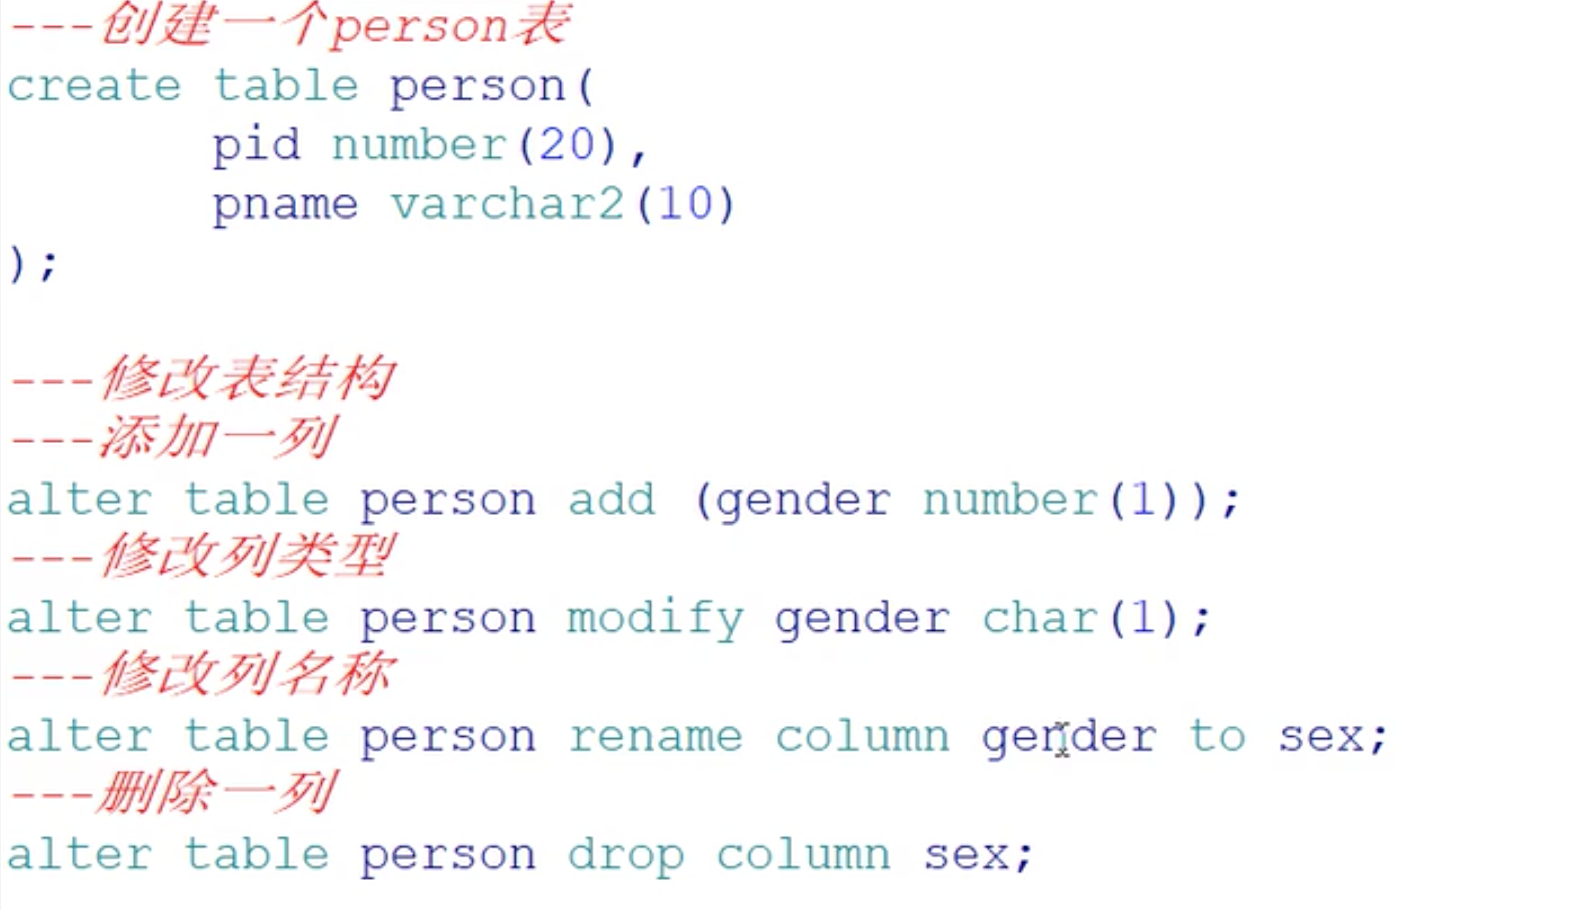 ---创建一个person表
create table person(
       pid number(20),
       pname varchar2(10)
);
---修改表结构
---添加一列
alter table person add (gender number(1));
---修改列类型
alter table person modify gender char(1);
---修改列名称
alter table person rename column gender to sex;
---删除一列
alter table person drop column sex;